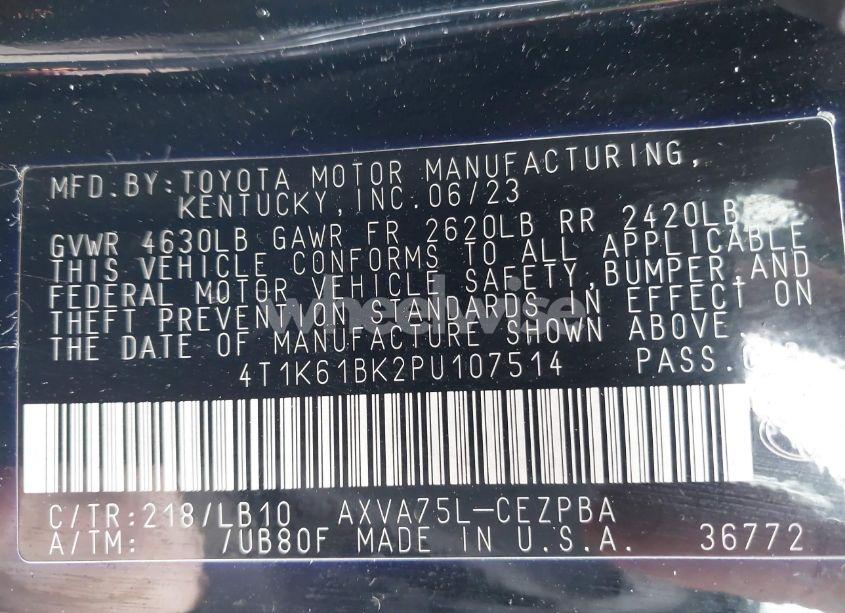 MFD.BY:TOYOTA MOTOR MANUFACTURING,
KENTUCKY,INC.06/23
GVWR 4630LB GAWR FR 2620LB RR 2420LB
THIS VEHICLE CONFORMS TO ALL APPLICABLE
FEDERAL MOTOR VEHICLE SAFETY,BUMPER,AND
THEFT PREVENTION STANDARDS IN EFFECT ON
THE DATE OF MANUFACTURE SHOWN ABOVE
wheelwise
4T1K61BK2PU107514 PASS.
C/TR:218/LB10 AXVA75L-CEZPBA
A/TM: /UB80F MADE IN U.S.A. 36772